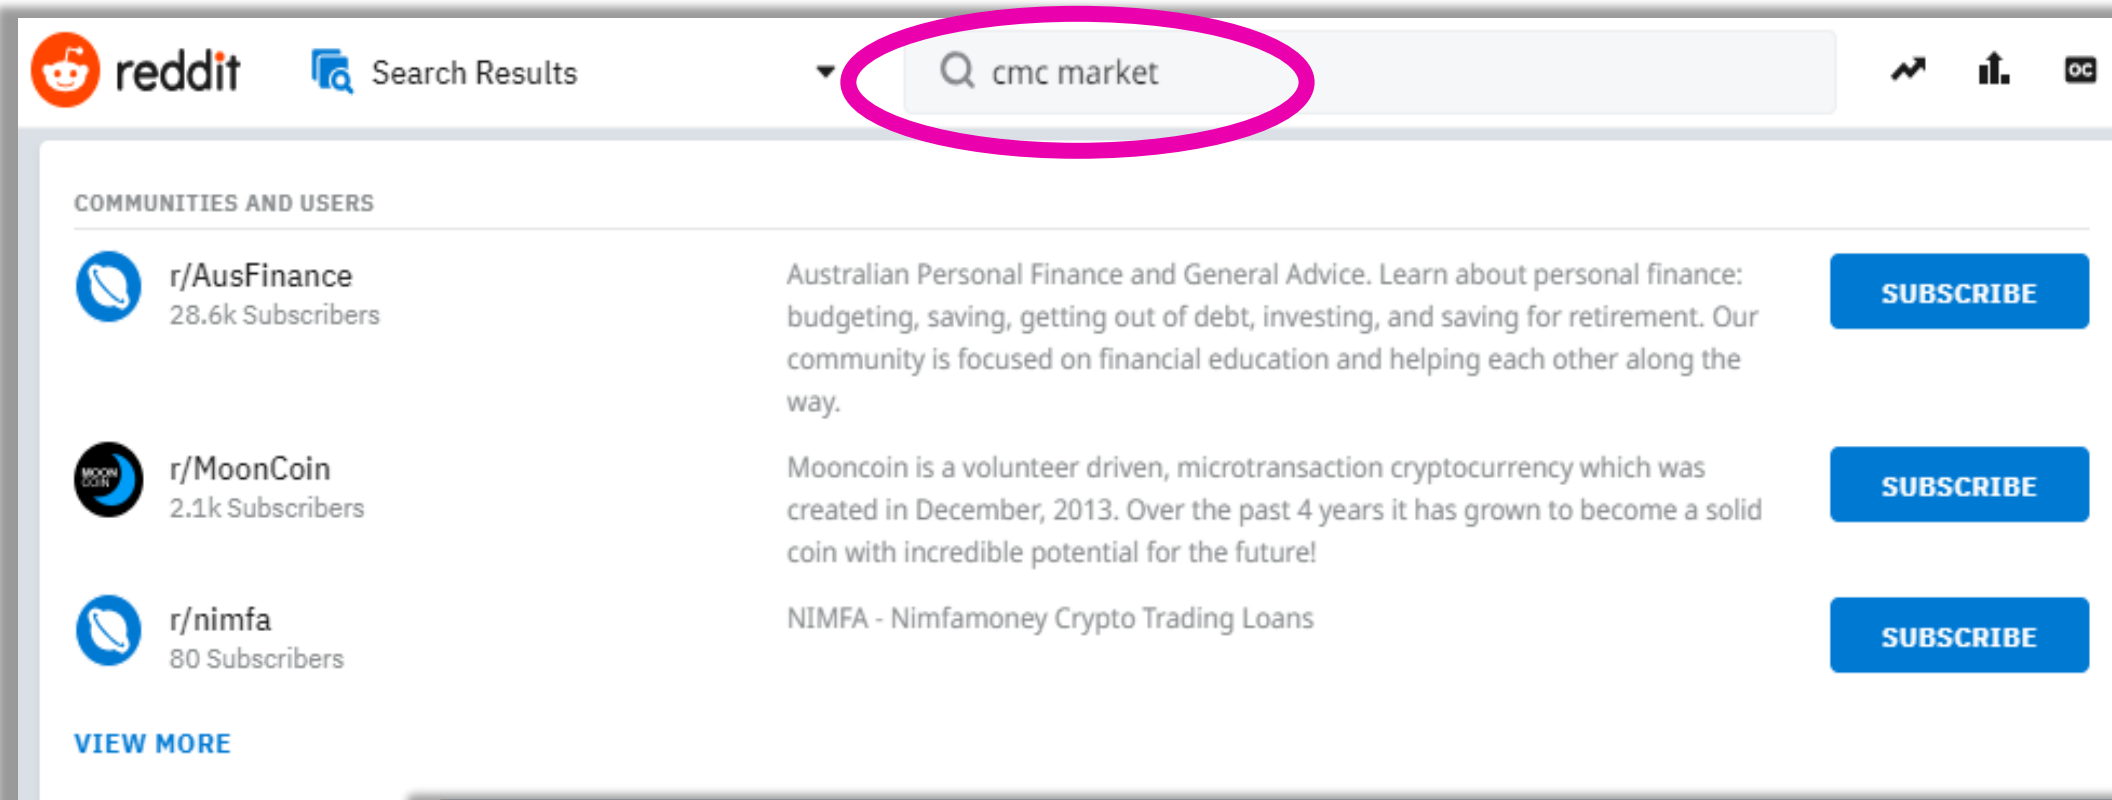 reddit Search Results cmc market OC
COMMUNITIES AND USERS
r/AusFinance
28.6k Subscribers
Australian Personal Finance and General Advice. Learn about personal finance:
budgeting, saving, getting out of debt, investing, and saving for retirement. Our
community is focused on financial education and helping each other along the
way.
SUBSCRIBE
MOON
COIN
r/MoonCoin
2.1k Subscribers
Mooncoin is a volunteer driven, microtransaction cryptocurrency which was
created in December, 2013. Over the past 4 years it has grown to become a solid
coin with incredible potential for the future!
SUBSCRIBE
r/nimfa
80 Subscribers
NIMFA - Nimfamoney Crypto Trading Loans
SUBSCRIBE
VIEW MORE